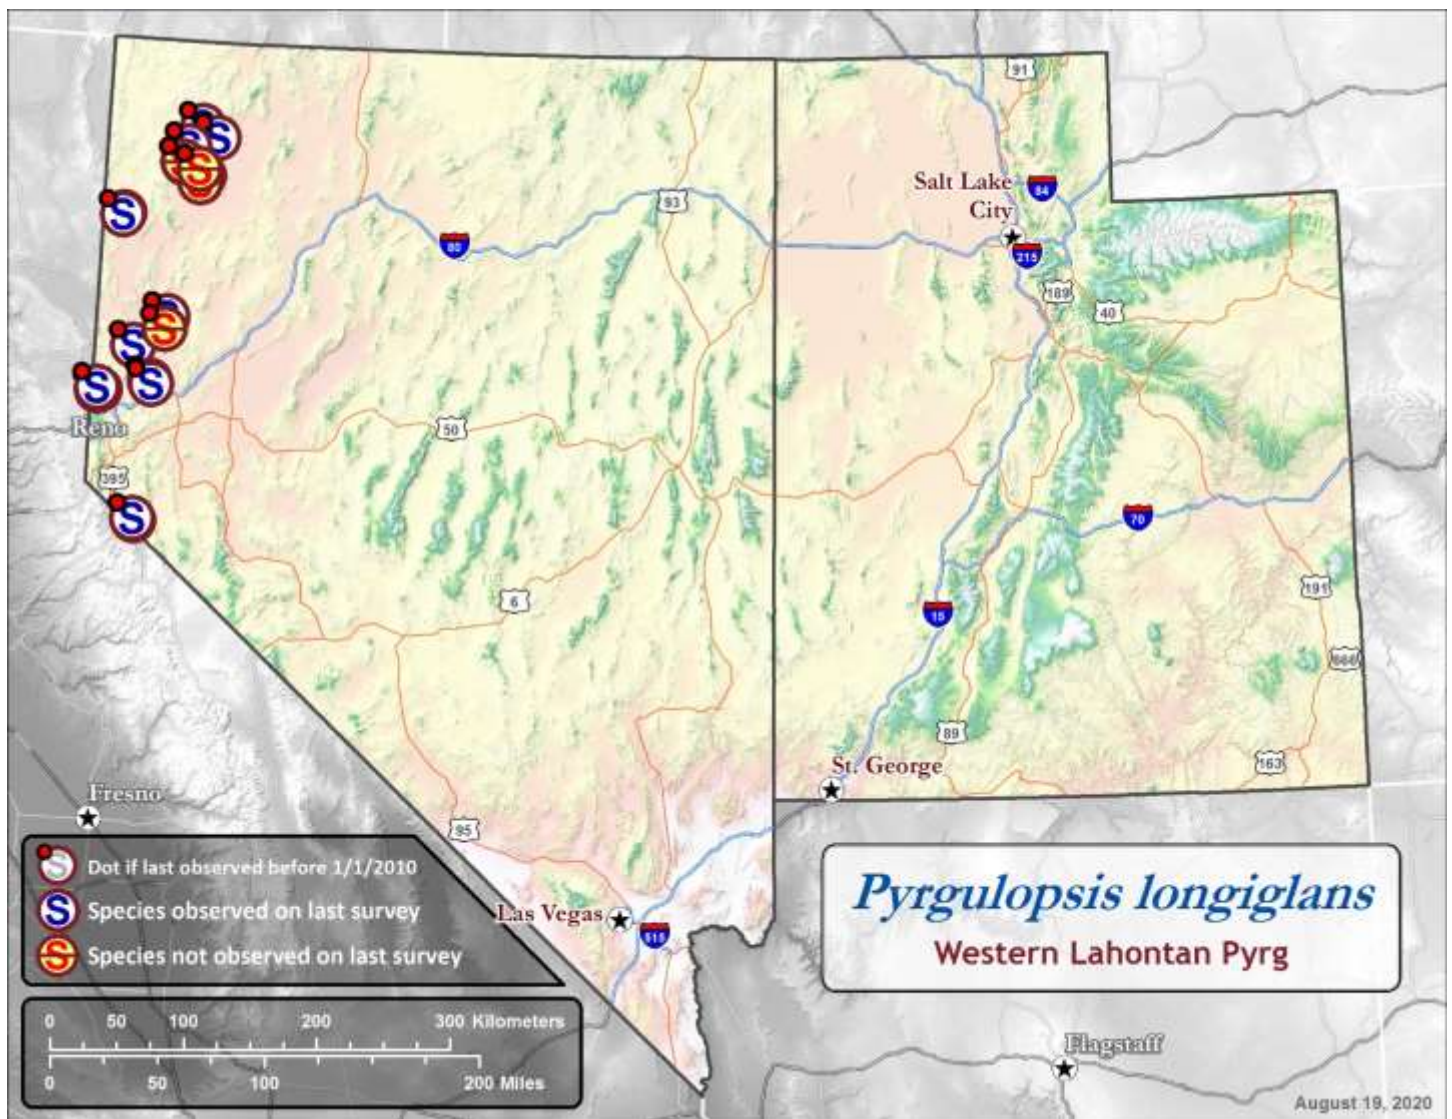 91
Salt Lake
City
84
93
80
215
189
40
Reno
50
395
70
6
191
15
666
89
St. George
163
Fresno
95
Las Vegas
515
Dot if last observed before 1/1/2010
Species observed on last survey
Species not observed on last survey
Pyrgulopsis longiglans
Western Lahontan Pyrg
0 50 100 200 300 Kilometers
0 50 100 200 Miles
Flagstaff
August 19, 2020
S
S
S
S
S
S
S
S
S
S
S
S